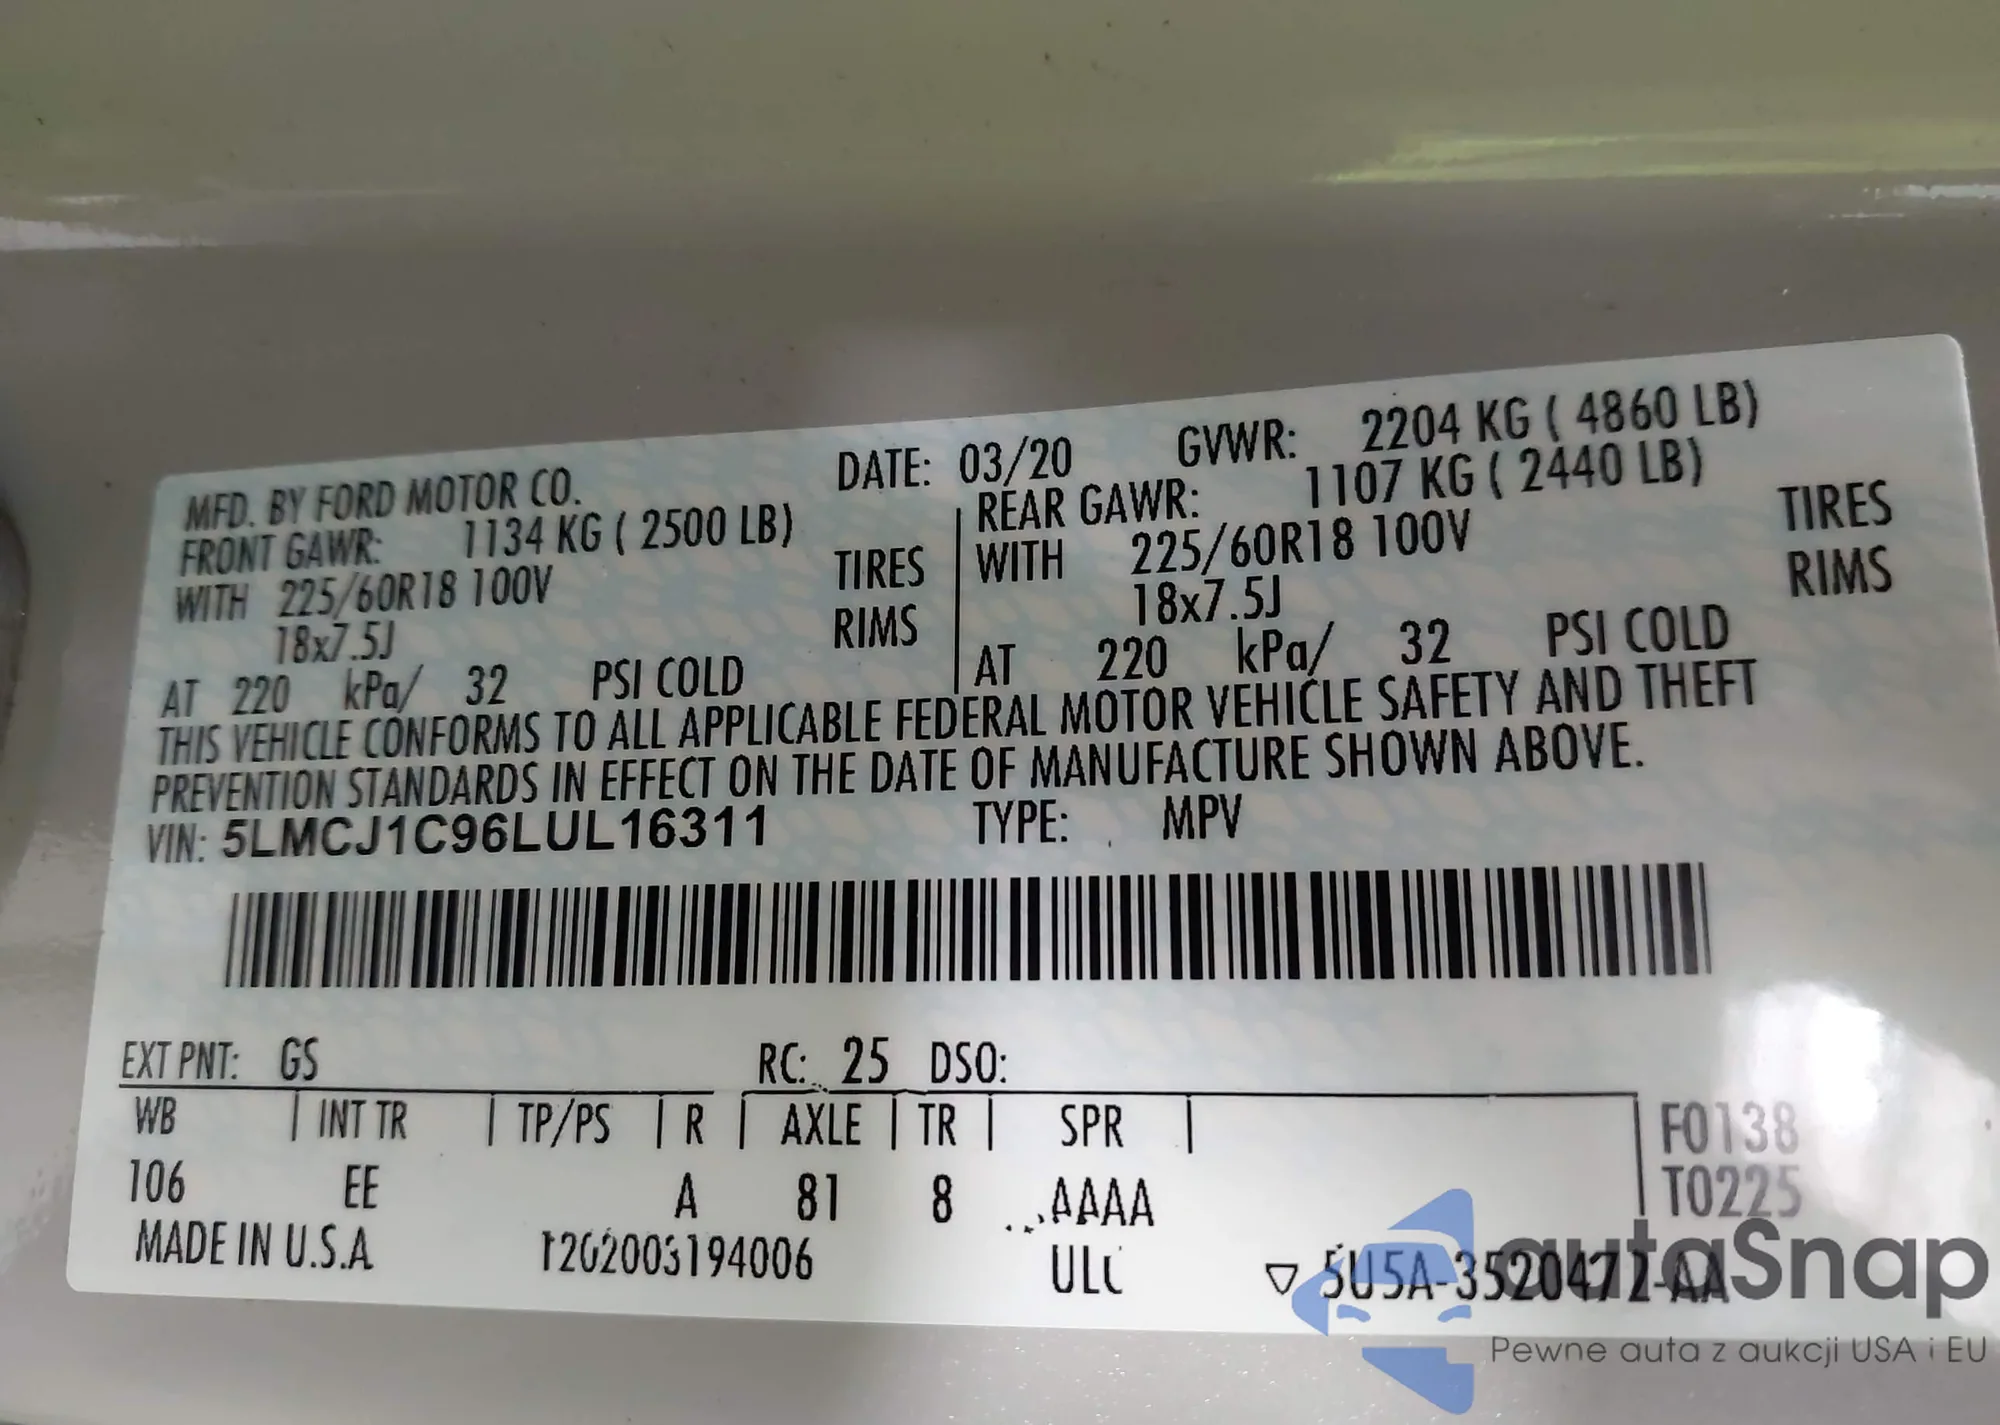 MFD. BY FORD MOTOR CO. DATE: 03/20 GVWR: 2204 KG ( 4860 LB)
FRONT GAWR: 1134 KG ( 2500 LB) REAR GAWR: 1107 KG ( 2440 LB)
WITH 225/60R18 100V TIRES WITH 225/60R18 100V TIRES
18x7.5J RIMS 18x7.5J RIMS
AT 220 kPa/ 32 PSI COLD AT 220 kPa/ 32 PSI COLD
THIS VEHICLE CONFORMS TO ALL APPLICABLE FEDERAL MOTOR VEHICLE SAFETY AND THEFT
PREVENTION STANDARDS IN EFFECT ON THE DATE OF MANUFACTURE SHOWN ABOVE.
VIN: 5LMCJ1C96LUL16311 TYPE: MPV
EXT PNT: GS RC: 25 DSO:
WB INT TR TP/PS R AXLE TR SPR F0138
106 EE A 81 8 AAAA T0225
MADE IN U.S.A 5U5A-3520472-AA
autaSnap
Pewne auta z aukcji USA i EU